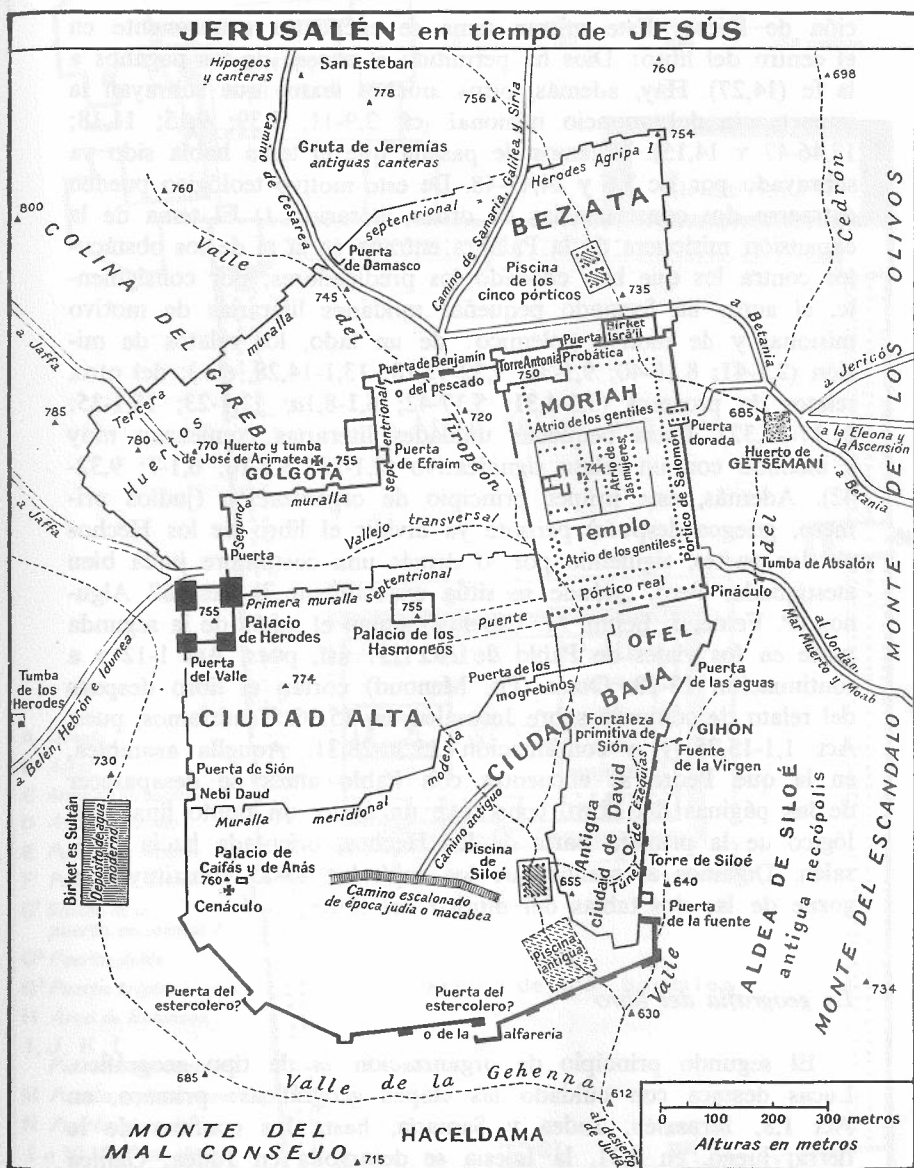 JERUSALÉN en tiempo de JESÚS
Hipogeos
y canteras
San Esteban
778
756
760
698
Camino de Cesarea
Gruta de Jeremías
antiguas canteras
Camino de Samaria Galilea y Siria
Herodes Agripa I
754
760
800
COLINA DEL GAREB
Valle del Tiropeón
septentrional
BEZATA
Valle del Cedrón
MONTE DE LOS OLIVOS
Puerta
de Damasco
745
Piscina
de los
cinco pórticos
735
a Betania
a Jaffa
Tercera muralla
Puerta de Benjamín
o
del pescado
Torre Antonia
750
Puerta
Probática
Birket
Isrâ'îl
a Jericó
785
780
Huertos
720
MORIAH
Atrio de los gentiles
685
Puerta
dorada
a la Eleona y
a la Ascensión
770
Huerto y tumba
de José de Arimatea
755
GÓLGOTA
Puerta
de Efraim
744
Atrio de
las mujeres
Pórtico de Salomón
Huerto de
GETSEMANÍ
a Betania
a Jaffa
Segunda muralla septentrional
Vallejo transversal
Templo
Atrio de los gentiles
Tumba de Absalón
Puerta
755
Primera muralla septentrional
755
Pórtico real
Pináculo
Palacio
de Herodes
Palacio de los
Hasmoneos
Puente
al Jordán
Mar Muerto y Moab
Tumba
de los
Herodes
Puerta
del Valle
774
Puerta de los
mogrebinos
OFEL
Puerta
de las aguas
a Belén Hebrón e Idumea
CIUDAD ALTA
CIUDAD BAJA
Fortaleza
primitiva de
Sión
GIHÓN
Fuente
de la Virgen
730
Puerta de Sión
o
Nebi Daud
moderna
Muralla meridional
Camino antiguo
Antigua
ciudad de David
Túnel de Ezequías
ALDEA DE SILOÉ
antigua necrópolis
MONTE DEL ESCANDALO
Birket es Sultán
Depósito de agua
moderno
Palacio de
Caifás y de Anás
760
Cenáculo
Piscina
de
Siloé
655
Torre de Siloé
640
Camino escalonado
de época judía o macabea
Puerta
de la fuente
Piscina
antigua
734
Puerta del
estercolero?
Puerta del
estercolero?
o de la
alfarería
630
685
Valle de la Gehenna
612
al desierto
de Judá
MONTE DEL
MAL CONSEJO
715
HACELDAMA
0 100 200 300 metros
Alturas en metros